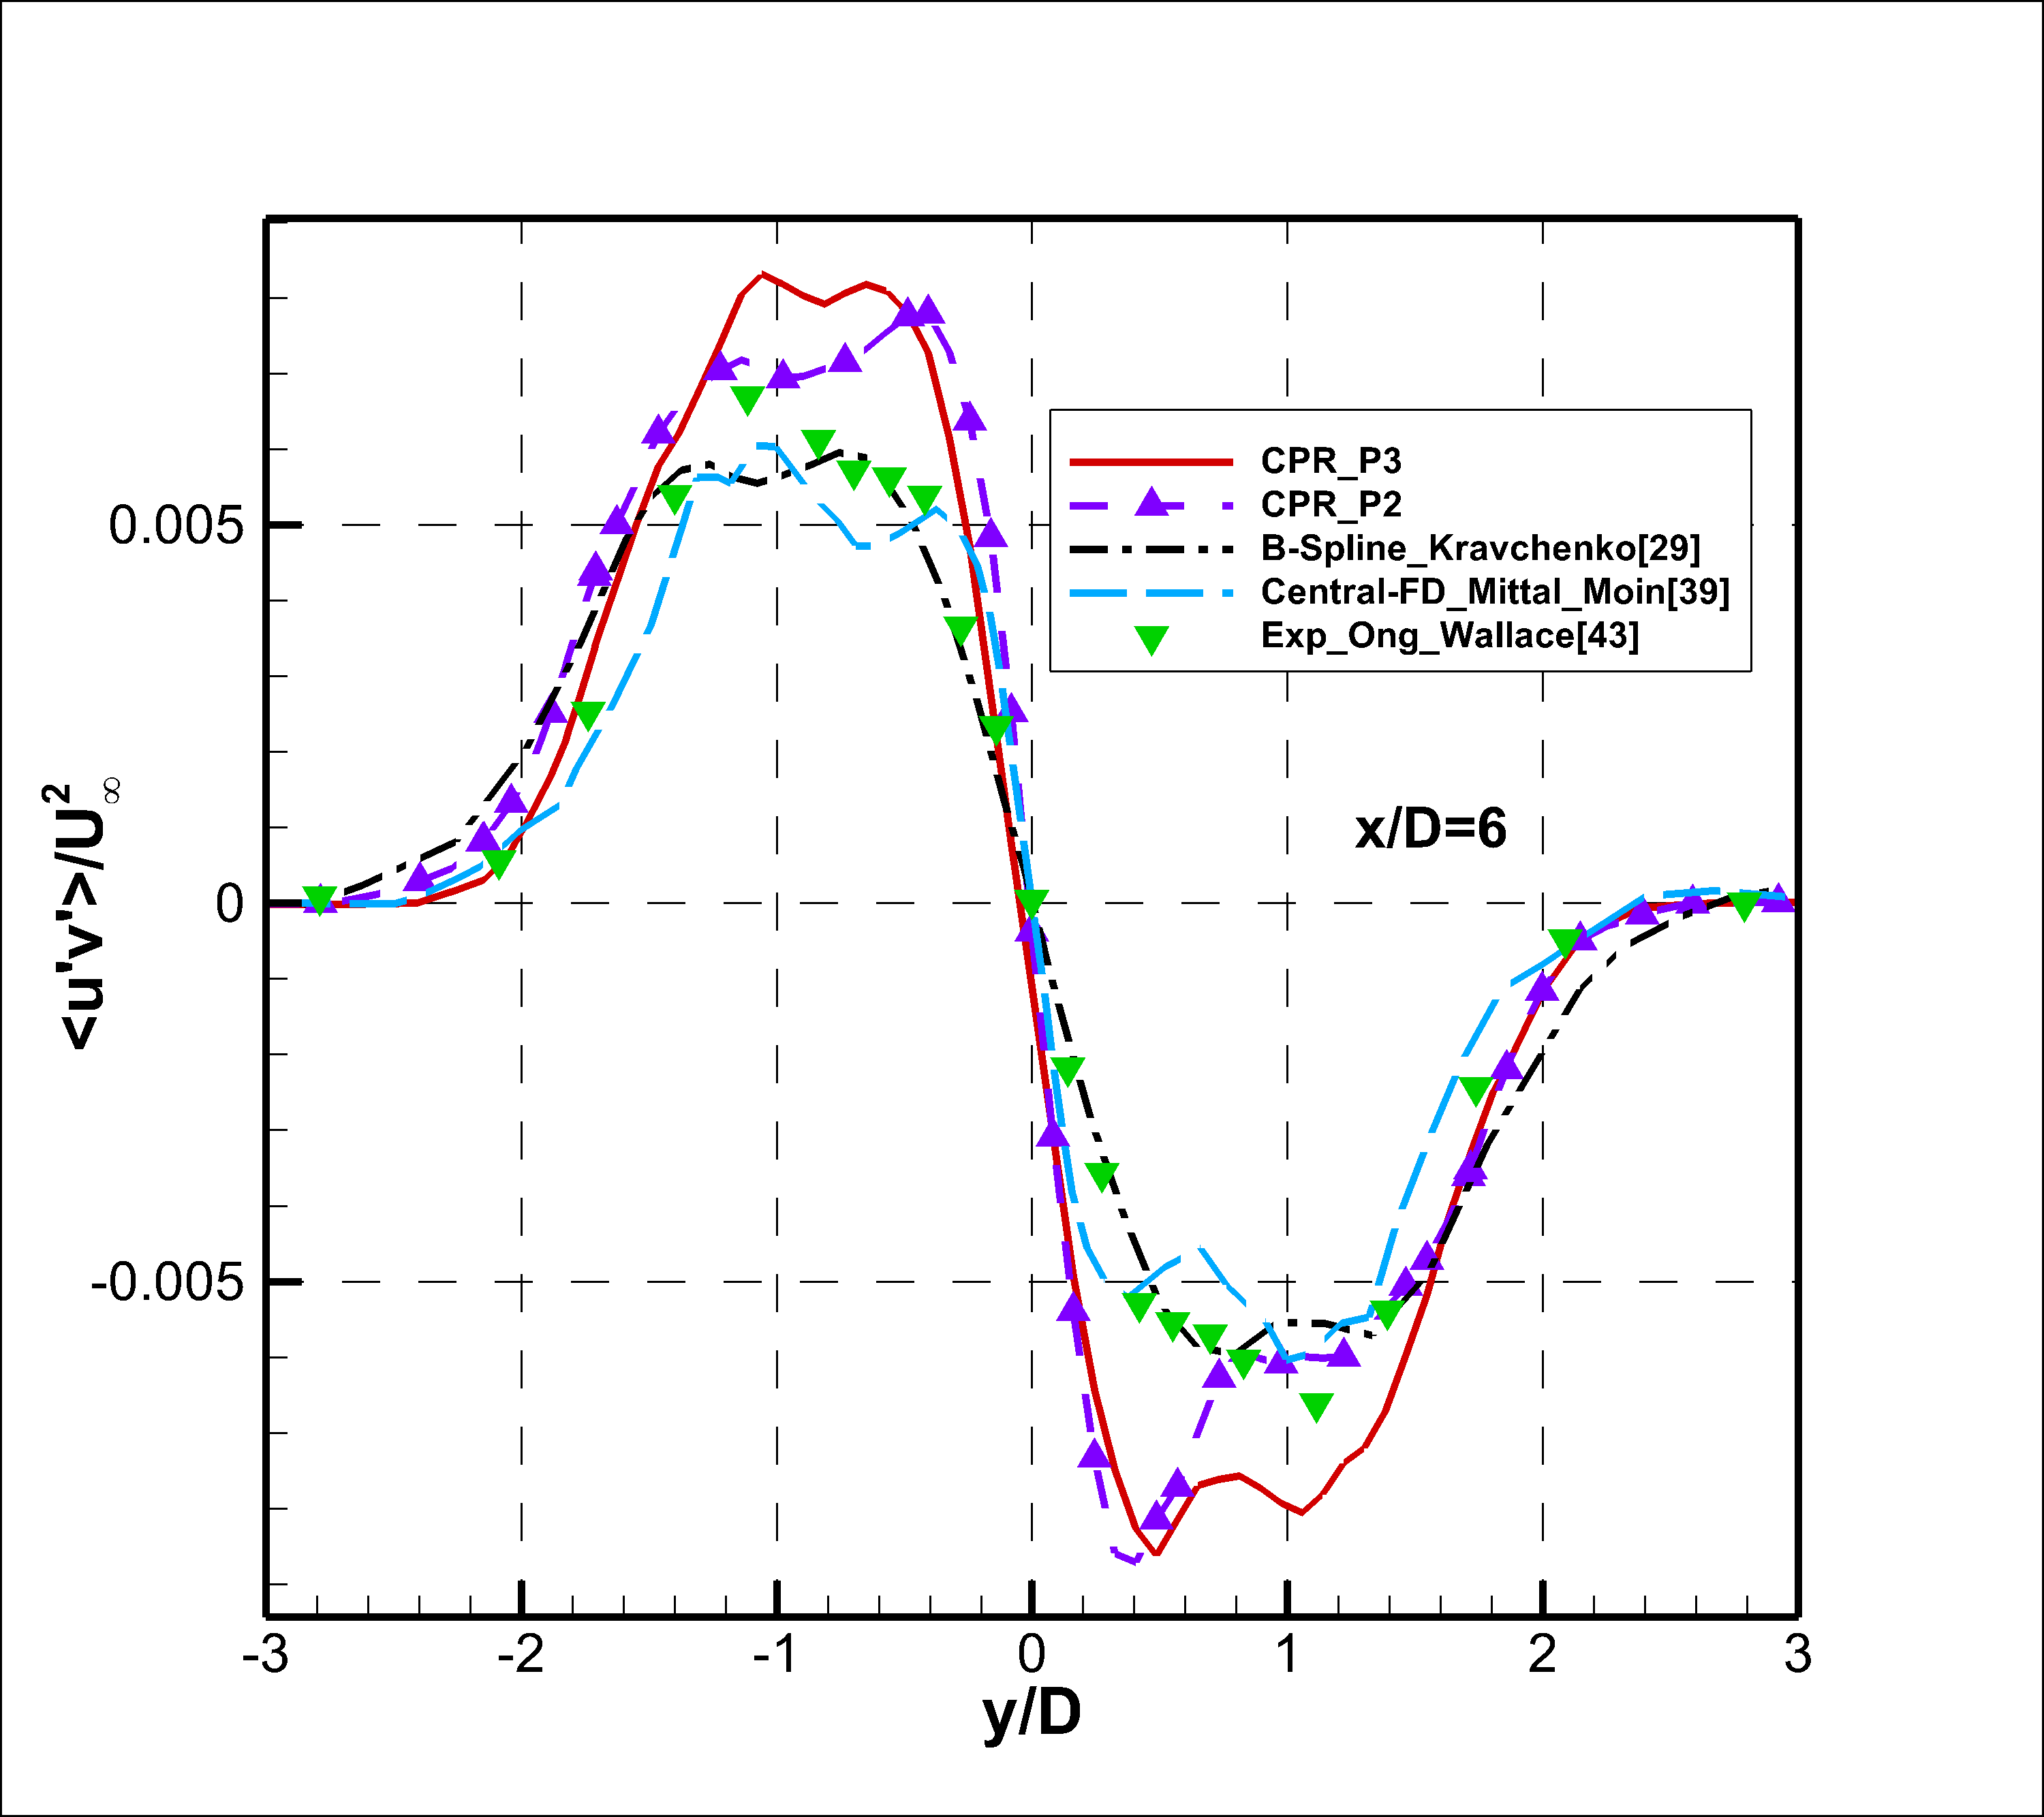 CPR_P3
CPR_P2
B-Spline_Kravchenko[29]
Central-FD_Mittal_Moin[39]
Exp_Ong_Wallace[43]
x/D=6
0.005
0
-0.005
<u'v'>/U²∞
-3 -2 -1 0 1 2 3
y/D